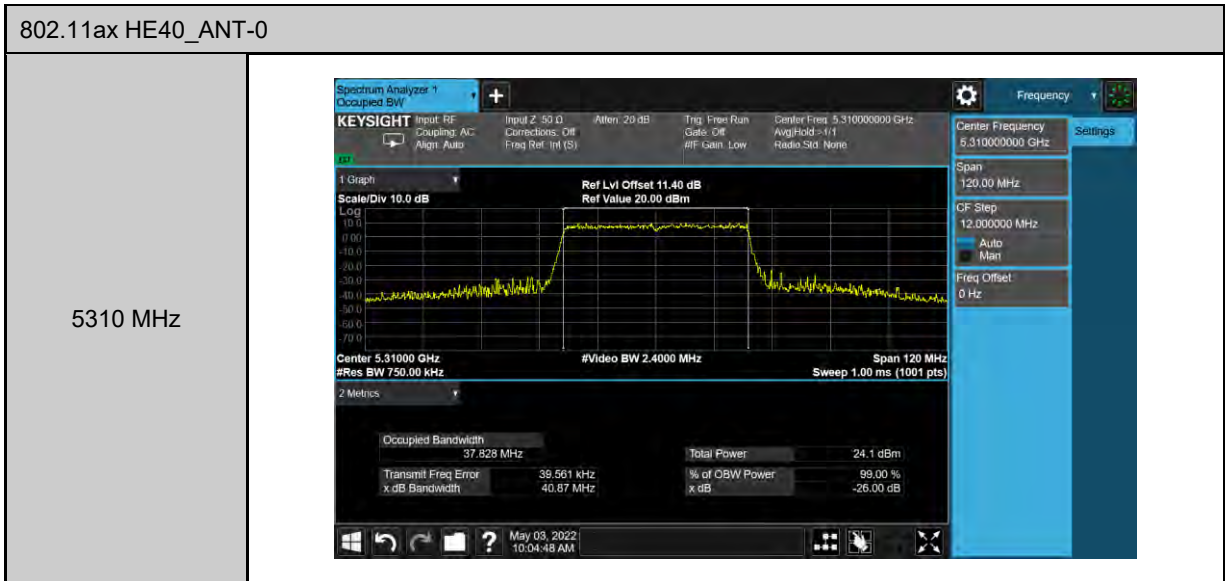 802.11ax HE40_ANT-0
5310 MHz
Spectrum Analyzer 1
Occupied BW
+
Frequency
KEYSIGHT
Input: RF
Coupling: AC
Align: Auto
Input Z: 50 Ω
Corrections: Off
Freq Ref: Int (S)
Atten: 20 dB
Trig: Free Run
Gate: Off
#IF Gain: Low
Center Freq: 5.310000000 GHz
Avg|Hold:>1/1
Radio Std: None
Center Frequency
5.310000000 GHz
Settings
Span
120.00 MHz
CF Step
12.000000 MHz
Auto
Man
Freq Offset
0 Hz
1 Graph
Scale/Div 10.0 dB
Ref Lvl Offset 11.40 dB
Ref Value 20.00 dBm
Log
10.0
0.00
-10.0
-20.0
-30.0
-40.0
-50.0
-60.0
-70.0
Center 5.31000 GHz
#Video BW 2.4000 MHz
Span 120 MHz
#Res BW 750.00 kHz
Sweep 1.00 ms (1001 pts)
2 Metrics
Occupied Bandwidth
37.828 MHz
Total Power 24.1 dBm
Transmit Freq Error 39.561 kHz
% of OBW Power 99.00 %
x dB Bandwidth 40.87 MHz
x dB -26.00 dB
?
May 03, 2022
10:04:48 AM